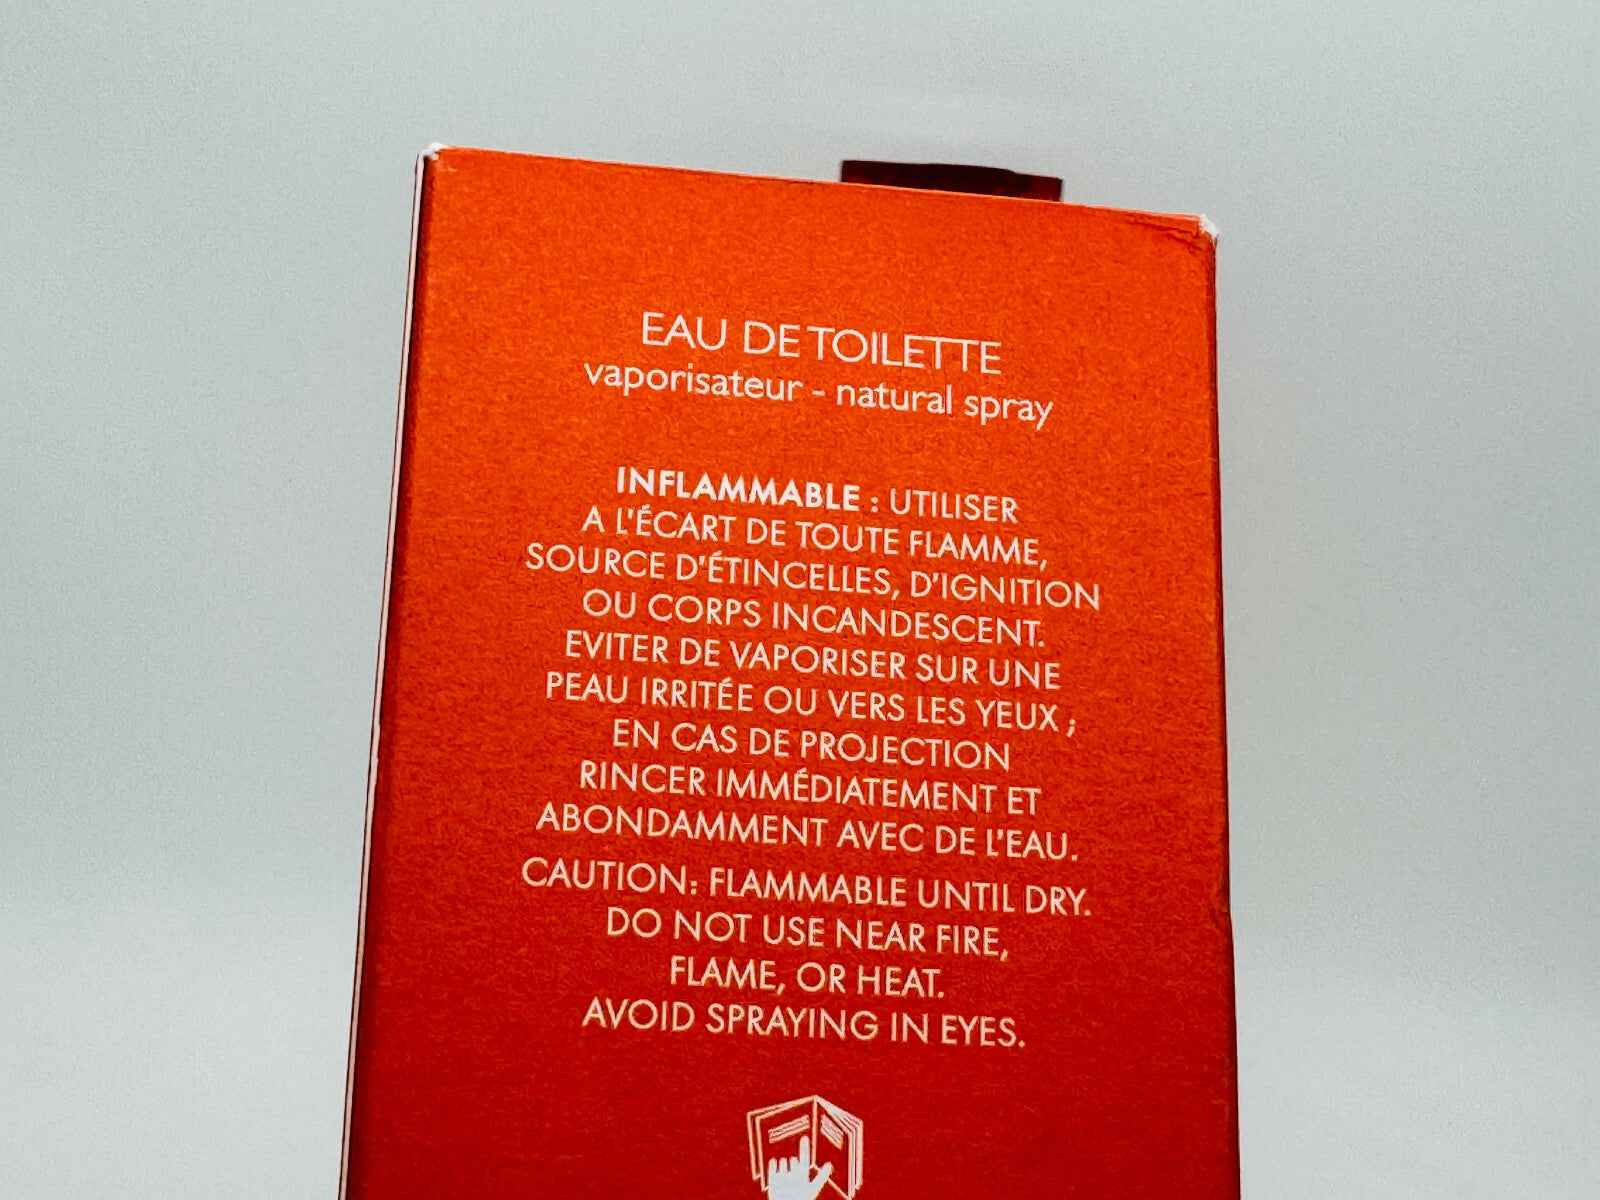 EAU DE TOILETTE
vaporisateur - natural spray
INFLAMMABLE : UTILISER
A L'ÉCART DE TOUTE FLAMME,
SOURCE D'ÉTINCELLES, D'IGNITION
OU CORPS INCANDESCENT.
EVITER DE VAPORISER SUR UNE
PEAU IRRITÉE OU VERS LES YEUX ;
EN CAS DE PROJECTION
RINCER IMMÉDIATEMENT ET
ABONDAMMENT AVEC DE L'EAU.
CAUTION: FLAMMABLE UNTIL DRY.
DO NOT USE NEAR FIRE,
FLAME, OR HEAT.
AVOID SPRAYING IN EYES.